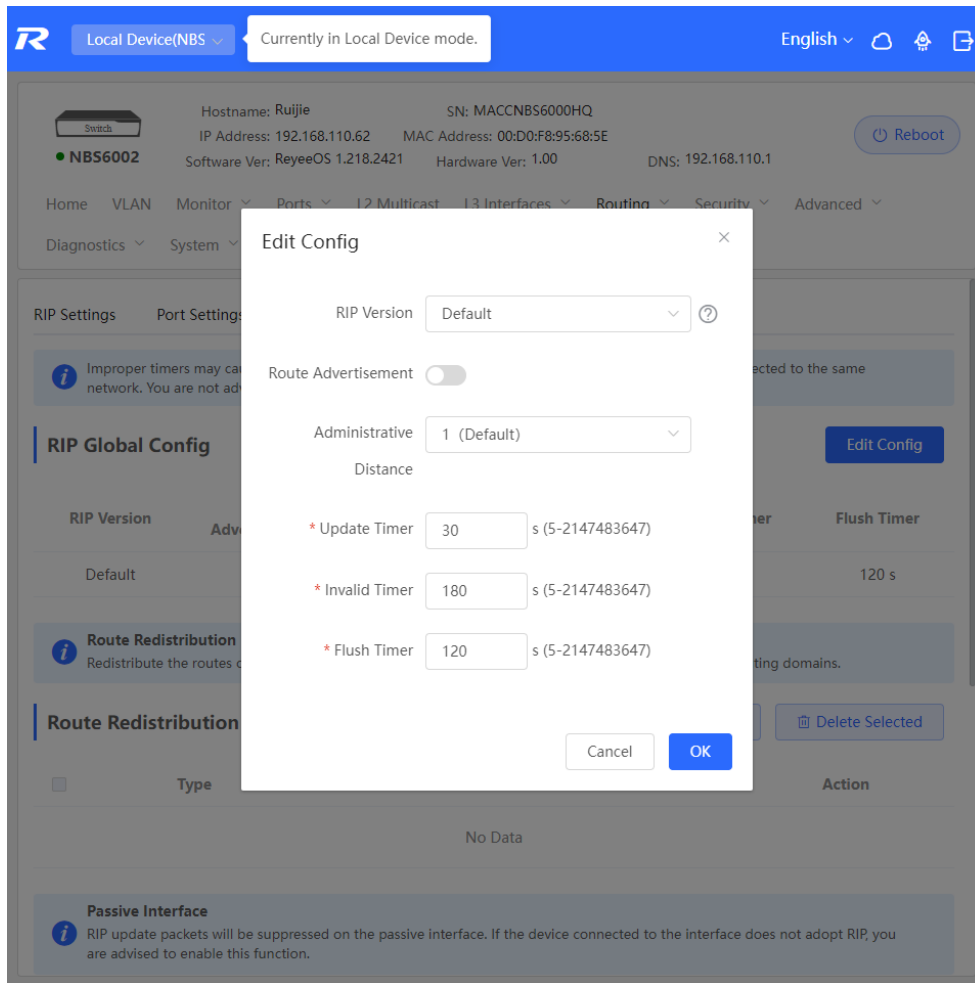 Local Device(NBS
Currently in Local Device mode.
English
Switch
NBS6002
Hostname: Ruijie
SN: MACCNBS6000HQ
IP Address: 192.168.110.62
MAC Address: 00:D0:F8:95:68:5E
Software Ver: ReyeeOS 1.218.2421
Hardware Ver: 1.00
DNS: 192.168.110.1
Reboot
Home VLAN Monitor Ports L2 Multicast L3 Interfaces Routing Security Advanced
Diagnostics System
Edit Config
RIP Version Default
Route Advertisement
Administrative Distance 1 (Default)
* Update Timer 30 s (5-2147483647)
* Invalid Timer 180 s (5-2147483647)
* Flush Timer 120 s (5-2147483647)
Cancel OK
RIP Settings Port Settings
Improper timers may
ected to the same
network. You are not
RIP Global Config
Edit Config
RIP Version
Flush Timer
Default
120 s
Route Redistribution
Redistribute the routes
ting domains.
Route Redistribution
Delete Selected
Type
Action
No Data
Passive Interface
RIP update packets will be suppressed on the passive interface. If the device connected to the interface does not adopt RIP, you
are advised to enable this function.